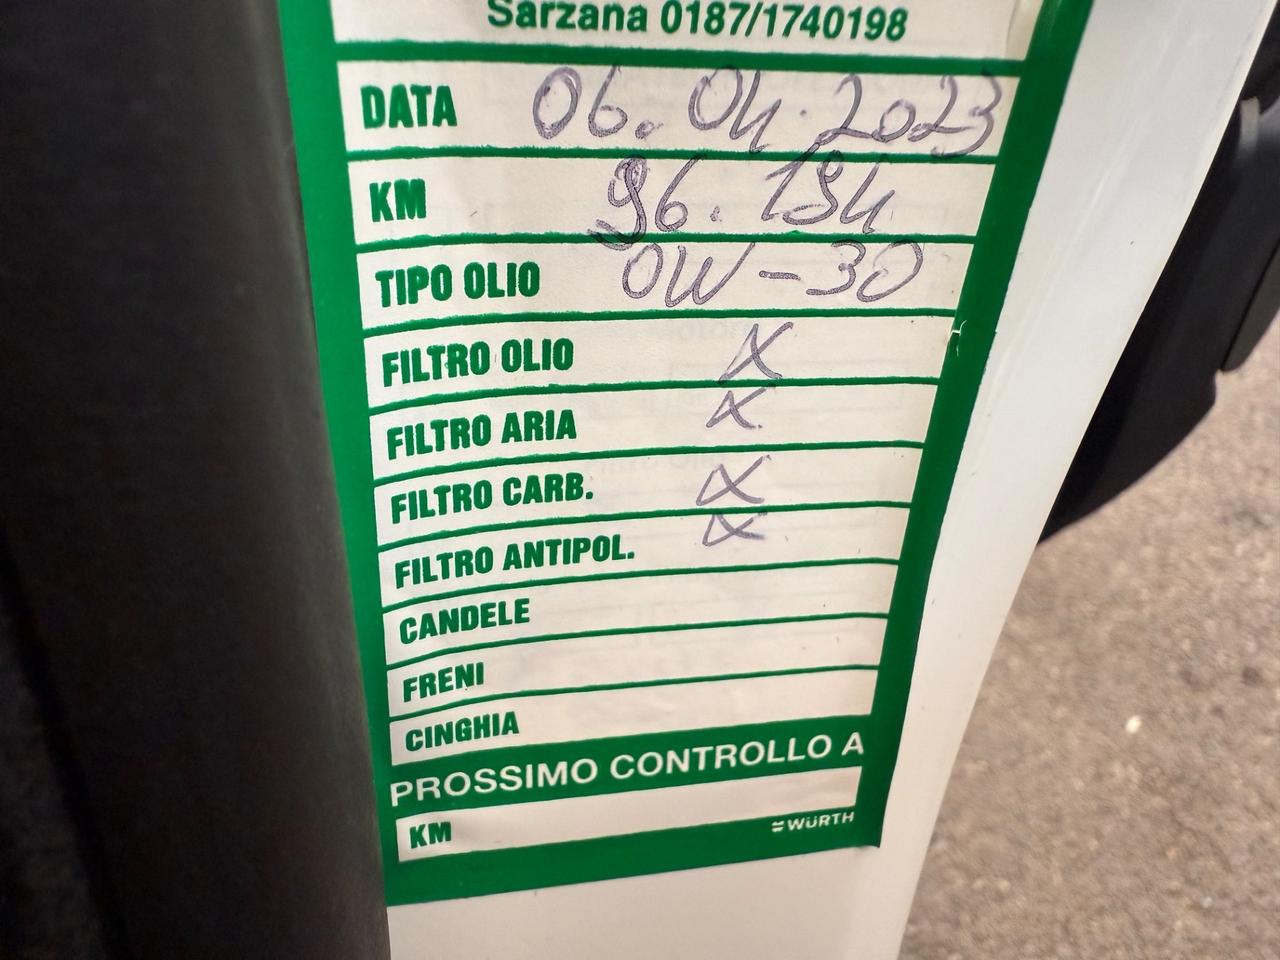 Sarzana 0187/1740198
DATA 06.04.2023
KM 96.194
TIPO OLIO 0W-30
FILTRO OLIO X
FILTRO ARIA X
FILTRO CARB. X
FILTRO ANTIPOL. X
CANDELE
FRENI
CINGHIA
PROSSIMO CONTROLLO A
KM
WÜRTH